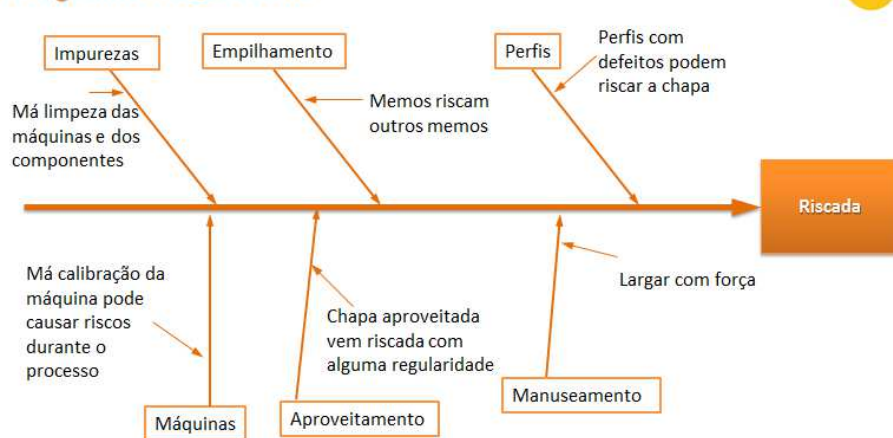 Impurezas
Empilhamento
Perfis
Perfis com
defeitos podem
riscar a chapa
Má limpeza das
máquinas e dos
componentes
Memos riscam
outros memos
Riscada
Má calibração da
máquina pode
causar riscos
durante o
processo
Chapa aproveitada
vem riscada com
alguma regularidade
Largar com força
Máquinas
Aproveitamento
Manuseamento